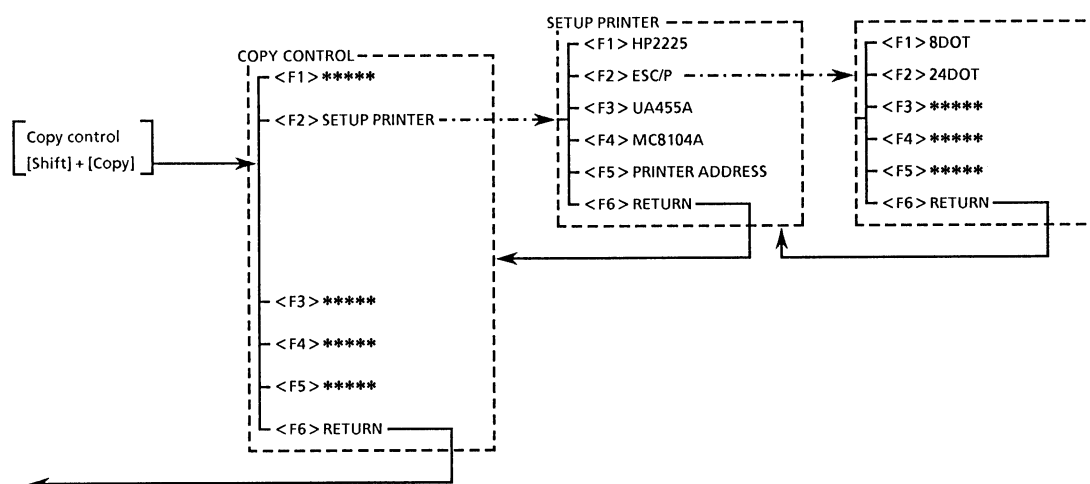 Copy control
[Shift] + [Copy]
COPY CONTROL
<F1> *****
<F2> SETUP PRINTER
<F3> *****
<F4> *****
<F5> *****
<F6> RETURN
SETUP PRINTER
<F1> HP2225
<F2> ESC/P
<F3> UA455A
<F4> MC8104A
<F5> PRINTER ADDRESS
<F6> RETURN
<F1> 8DOT
<F2> 24DOT
<F3> *****
<F4> *****
<F5> *****
<F6> RETURN